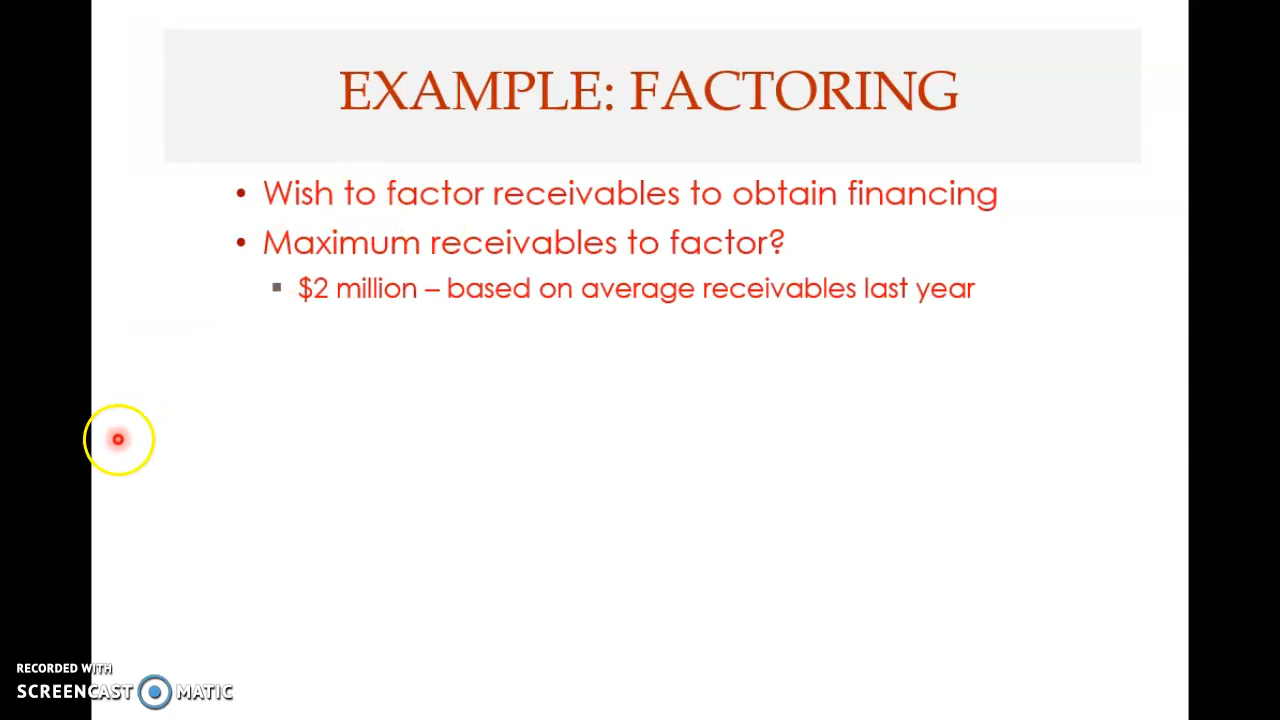 EXAMPLE: FACTORING
• Wish to factor receivables to obtain financing
• Maximum receivables to factor?
▪ $2 million – based on average receivables last year
RECORDED WITH
SCREENCAST MATIC